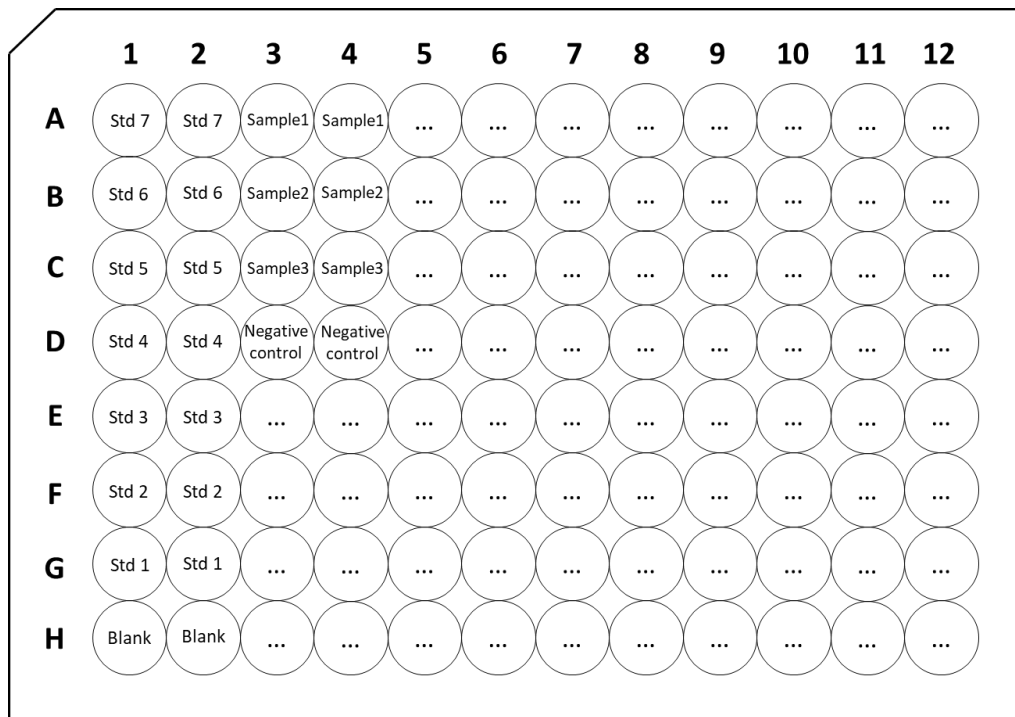 1 2 3 4 5 6 7 8 9 10 11 12
A Std 7 Std 7 Sample1 Sample1 ... ... ... ... ... ... ... ...
B Std 6 Std 6 Sample2 Sample2 ... ... ... ... ... ... ... ...
C Std 5 Std 5 Sample3 Sample3 ... ... ... ... ... ... ... ...
D Std 4 Std 4 Negative control Negative control ... ... ... ... ... ... ... ...
E Std 3 Std 3 ... ... ... ... ... ... ... ... ... ...
F Std 2 Std 2 ... ... ... ... ... ... ... ... ... ...
G Std 1 Std 1 ... ... ... ... ... ... ... ... ... ...
H Blank Blank ... ... ... ... ... ... ... ... ... ...